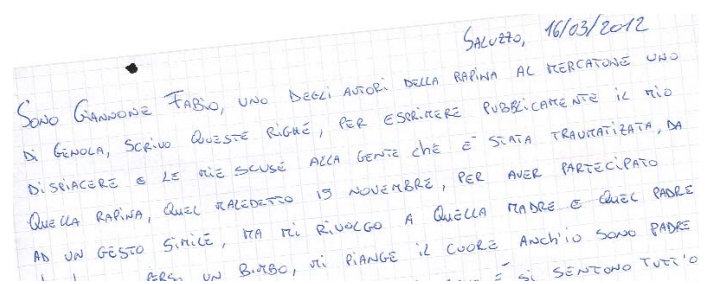 Saluzzo, 16/03/2012
Sono Giannone Fabio, uno degli autori della rapina al Mercatone Uno
di Genola, scrivo queste righe, per esprimere pubblicamente il mio
dispiacere e le mie scuse alla gente che è stata traumatizata, da
quella rapina, quel maledetto 19 novembre, per aver partecipato
ad un gesto simile, ma mi rivolgo a quella madre e quel padre
perso un bimbo, mi piange il cuore anch'io sono padre
e si sentono tutt'o